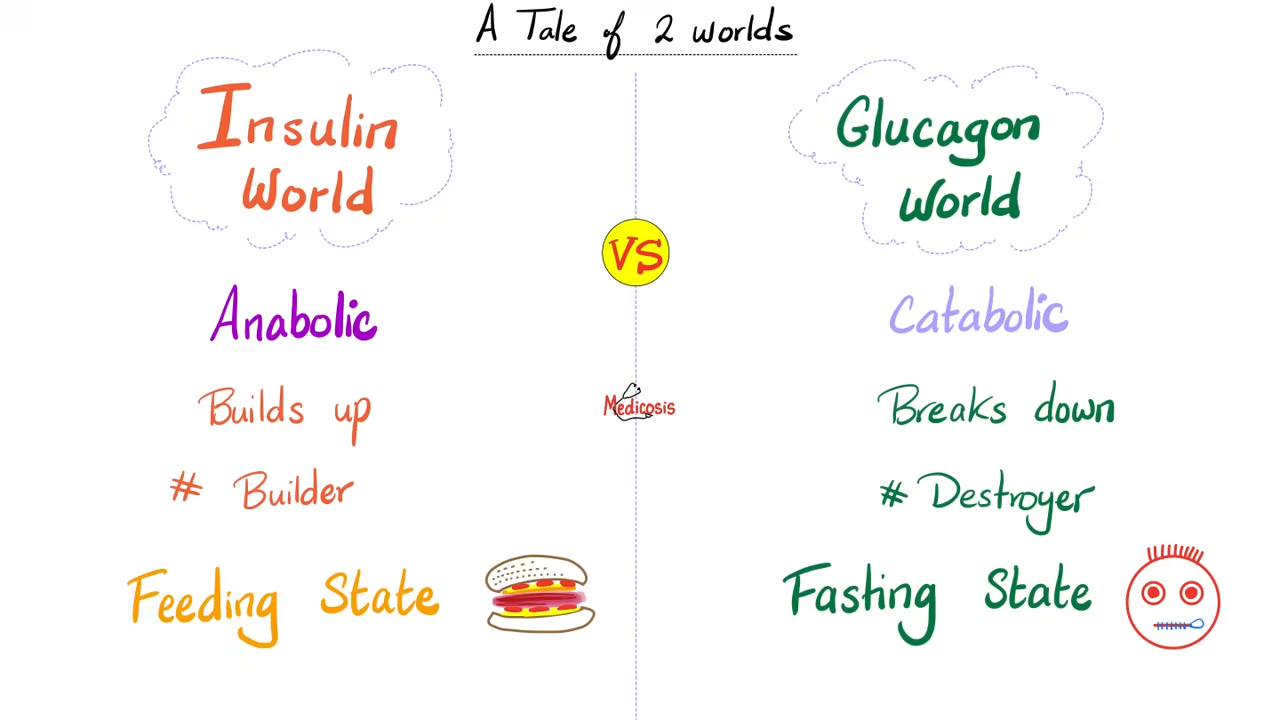 A Tale of 2 worlds
Insulin
World
Anabolic
Builds up
# Builder
Feeding State
VS
Medicosis
Glucagon
World
Catabolic
Breaks down
# Destroyer
Fasting State